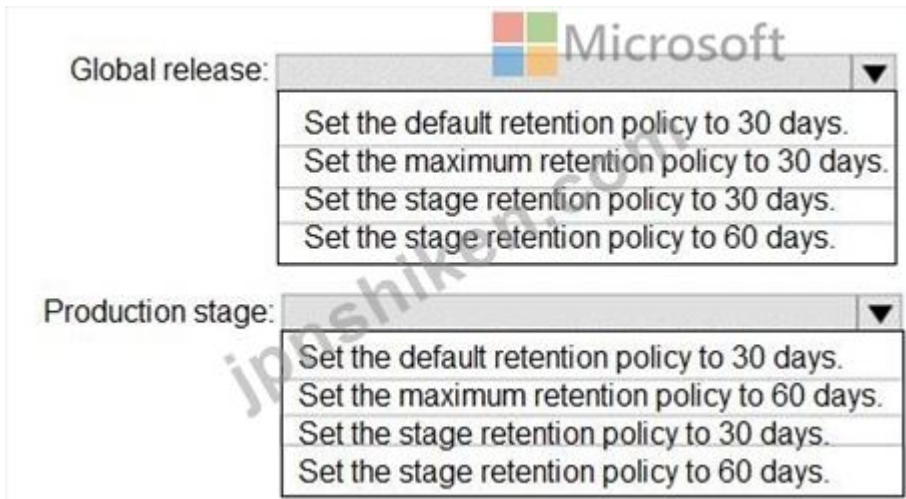 Microsoft
Global release:
Set the default retention policy to 30 days.
Set the maximum retention policy to 30 days.
Set the stage retention policy to 30 days.
Set the stage retention policy to 60 days.
Production stage:
Set the default retention policy to 30 days.
Set the maximum retention policy to 60 days.
Set the stage retention policy to 30 days.
Set the stage retention policy to 60 days.
jpnshiken.com